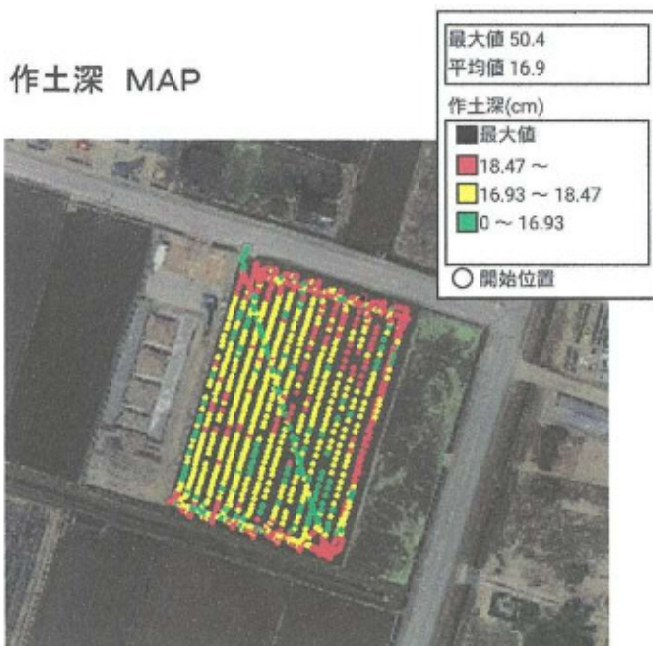 作土深 MAP
最大値 50.4
平均値 16.9
作土深(cm)
最大値
18.47 ～
16.93 ～ 18.47
0 ～ 16.93
開始位置